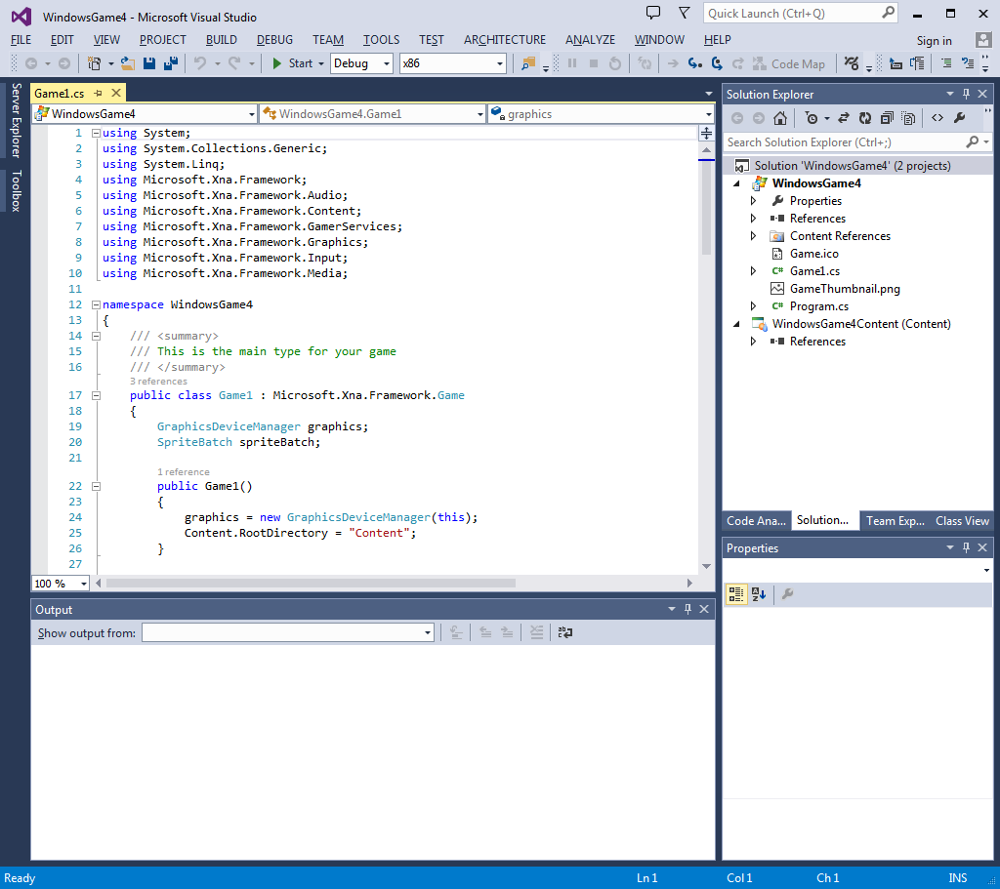 WindowsGame4 - Microsoft Visual Studio
Quick Launch (Ctrl+Q)
FILE EDIT VIEW PROJECT BUILD DEBUG TEAM TOOLS TEST ARCHITECTURE ANALYZE WINDOW HELP Sign in
Start Debug x86 Code Map
Server Explorer
Toolbox
Game1.cs
WindowsGame4 WindowsGame4.Game1 graphics
1 using System;
2 using System.Collections.Generic;
3 using System.Linq;
4 using Microsoft.Xna.Framework;
5 using Microsoft.Xna.Framework.Audio;
6 using Microsoft.Xna.Framework.Content;
7 using Microsoft.Xna.Framework.GamerServices;
8 using Microsoft.Xna.Framework.Graphics;
9 using Microsoft.Xna.Framework.Input;
10 using Microsoft.Xna.Framework.Media;
11
12 namespace WindowsGame4
13 {
14 /// <summary>
15 /// This is the main type for your game
16 /// </summary>
3 references
17 public class Game1 : Microsoft.Xna.Framework.Game
18 {
19 GraphicsDeviceManager graphics;
20 SpriteBatch spriteBatch;
21
1 reference
22 public Game1()
23 {
24 graphics = new GraphicsDeviceManager(this);
25 Content.RootDirectory = "Content";
26 }
27
100 %
Output
Show output from:
Solution Explorer
Search Solution Explorer (Ctrl+;)
Solution 'WindowsGame4' (2 projects)
WindowsGame4
Properties
References
Content References
Game.ico
C# Game1.cs
GameThumbnail.png
C# Program.cs
WindowsGame4Content (Content)
References
Code Ana... Solution... Team Exp... Class View
Properties
Ready Ln 1 Col 1 Ch 1 INS